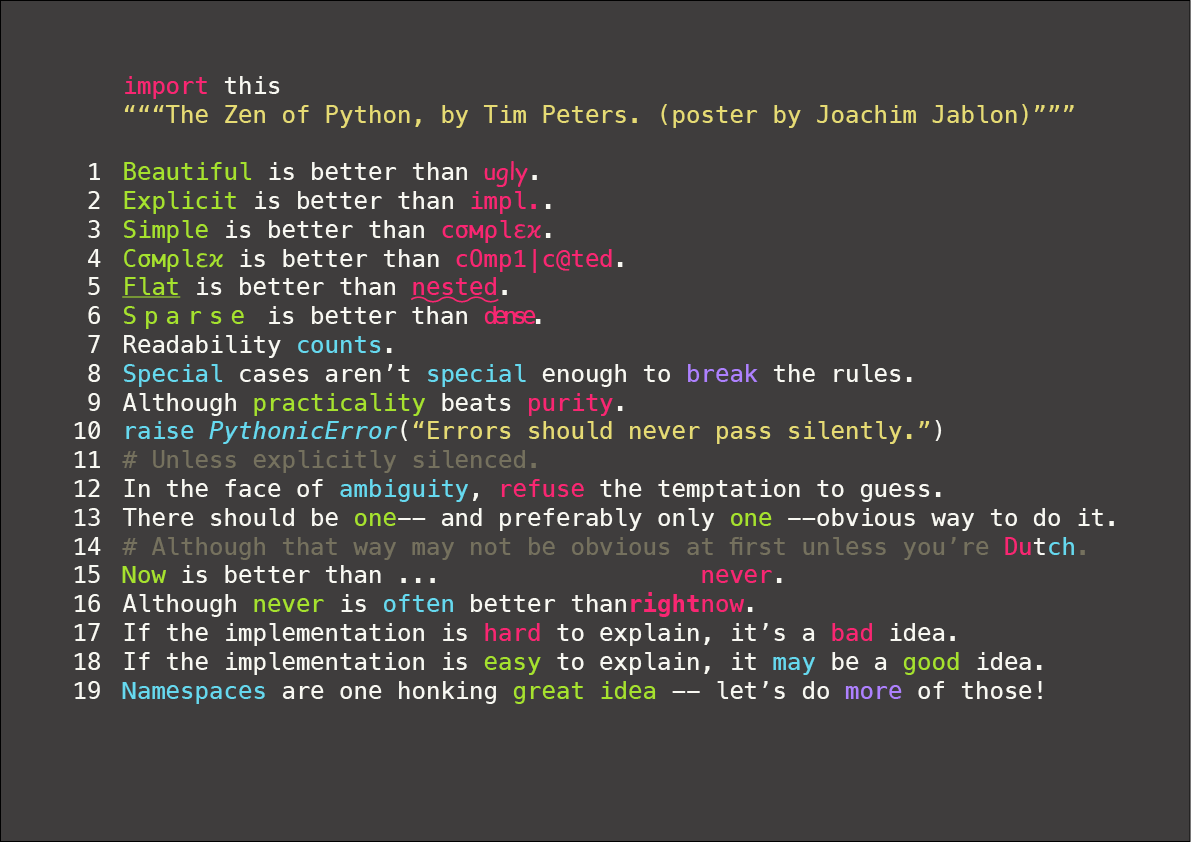 import this
“““The Zen of Python, by Tim Peters. (poster by Joachim Jablon)”””
1 Beautiful is better than ugly.
2 Explicit is better than impl..
3 Simple is better than cσмρlεϰ.
4 Cσмρlεϰ is better than cOmp1|c@ted.
5 Flat is better than nested.
6 Sparse is better than dense.
7 Readability counts.
8 Special cases aren’t special enough to break the rules.
9 Although practicality beats purity.
10 raise PythonicError(“Errors should never pass silently.”)
11 # Unless explicitly silenced.
12 In the face of ambiguity, refuse the temptation to guess.
13 There should be one—— and preferably only one ——obvious way to do it.
14 # Although that way may not be obvious at first unless you’re Dutch.
15 Now is better than ... never.
16 Although never is often better thanrightnow.
17 If the implementation is hard to explain, it’s a bad idea.
18 If the implementation is easy to explain, it may be a good idea.
19 Namespaces are one honking great idea —— let’s do more of those!